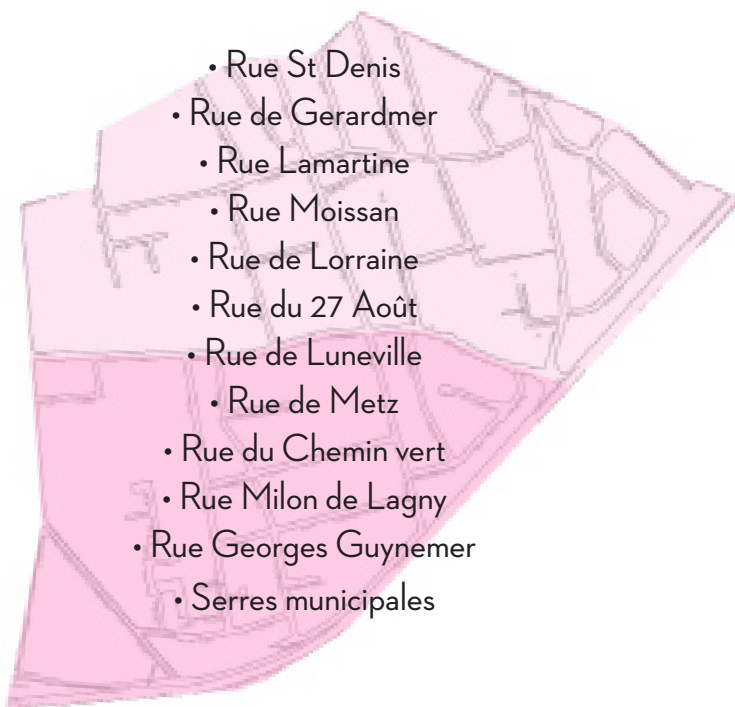 • Rue St Denis
• Rue de Gerardmer
• Rue Lamartine
• Rue Moissan
• Rue de Lorraine
• Rue du 27 Août
• Rue de Luneville
• Rue de Metz
• Rue du Chemin vert
• Rue Milon de Lagny
• Rue Georges Guynemer
• Serres municipales